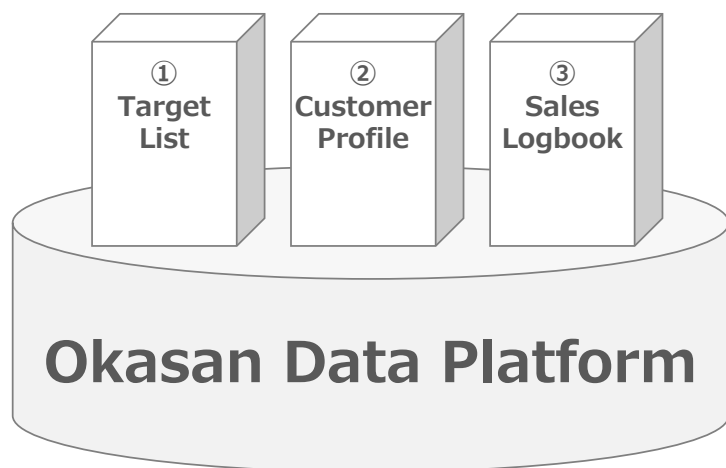 ①
Target
List
②
Customer
Profile
③
Sales
Logbook
Okasan Data Platform